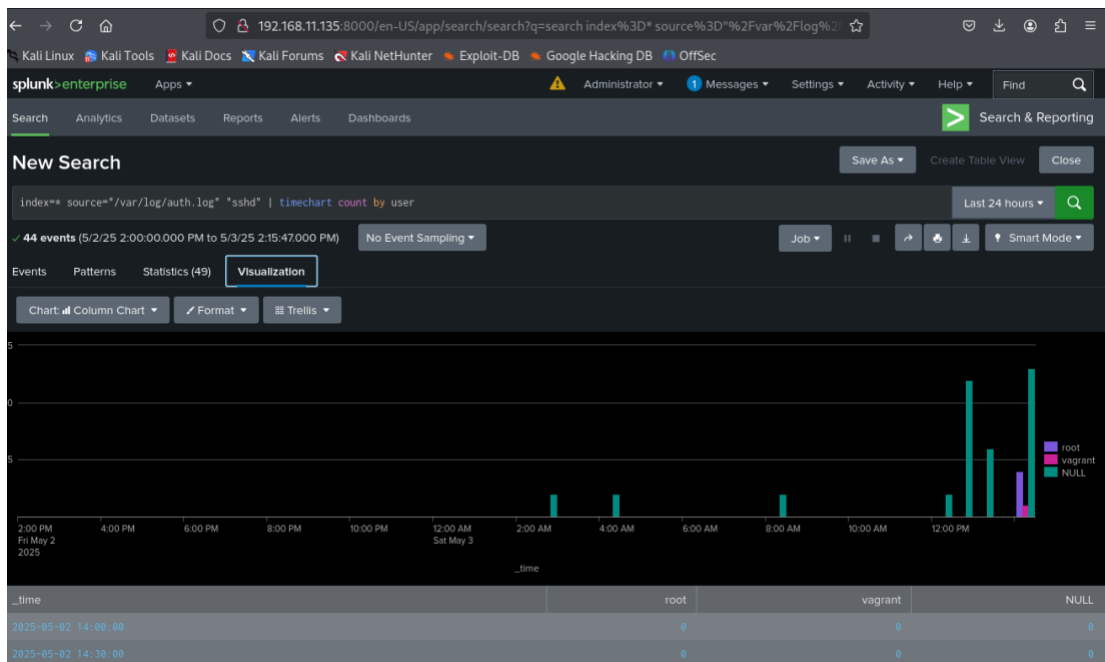 192.168.11.135:8000/en-US/app/search/search?q=search index%3D* source%3D"%2Fvar%2Flog%2
Kali Linux Kali Tools Kali Docs Kali Forums Kali NetHunter Exploit-DB Google Hacking DB OffSec
splunk>enterprise Apps Administrator 1 Messages Settings Activity Help Find
Search Analytics Datasets Reports Alerts Dashboards > Search & Reporting
New Search Save As Create Table View Close
index=* source="/var/log/auth.log" "sshd" | timechart count by user Last 24 hours
44 events (5/2/25 2:00:00.000 PM to 5/3/25 2:15:47.000 PM) No Event Sampling Job Smart Mode
Events Patterns Statistics (49) Visualization
Chart: Column Chart Format Trellis
5
0
5
root
vagrant
NULL
2:00 PM 4:00 PM 6:00 PM 8:00 PM 10:00 PM 12:00 AM 2:00 AM 4:00 AM 6:00 AM 8:00 AM 10:00 AM 12:00 PM
Fri May 2 Sat May 3
2025
_time
_time root vagrant NULL
2025-05-02 14:00:00 0 0 0
2025-05-02 14:30:00 0 0 0